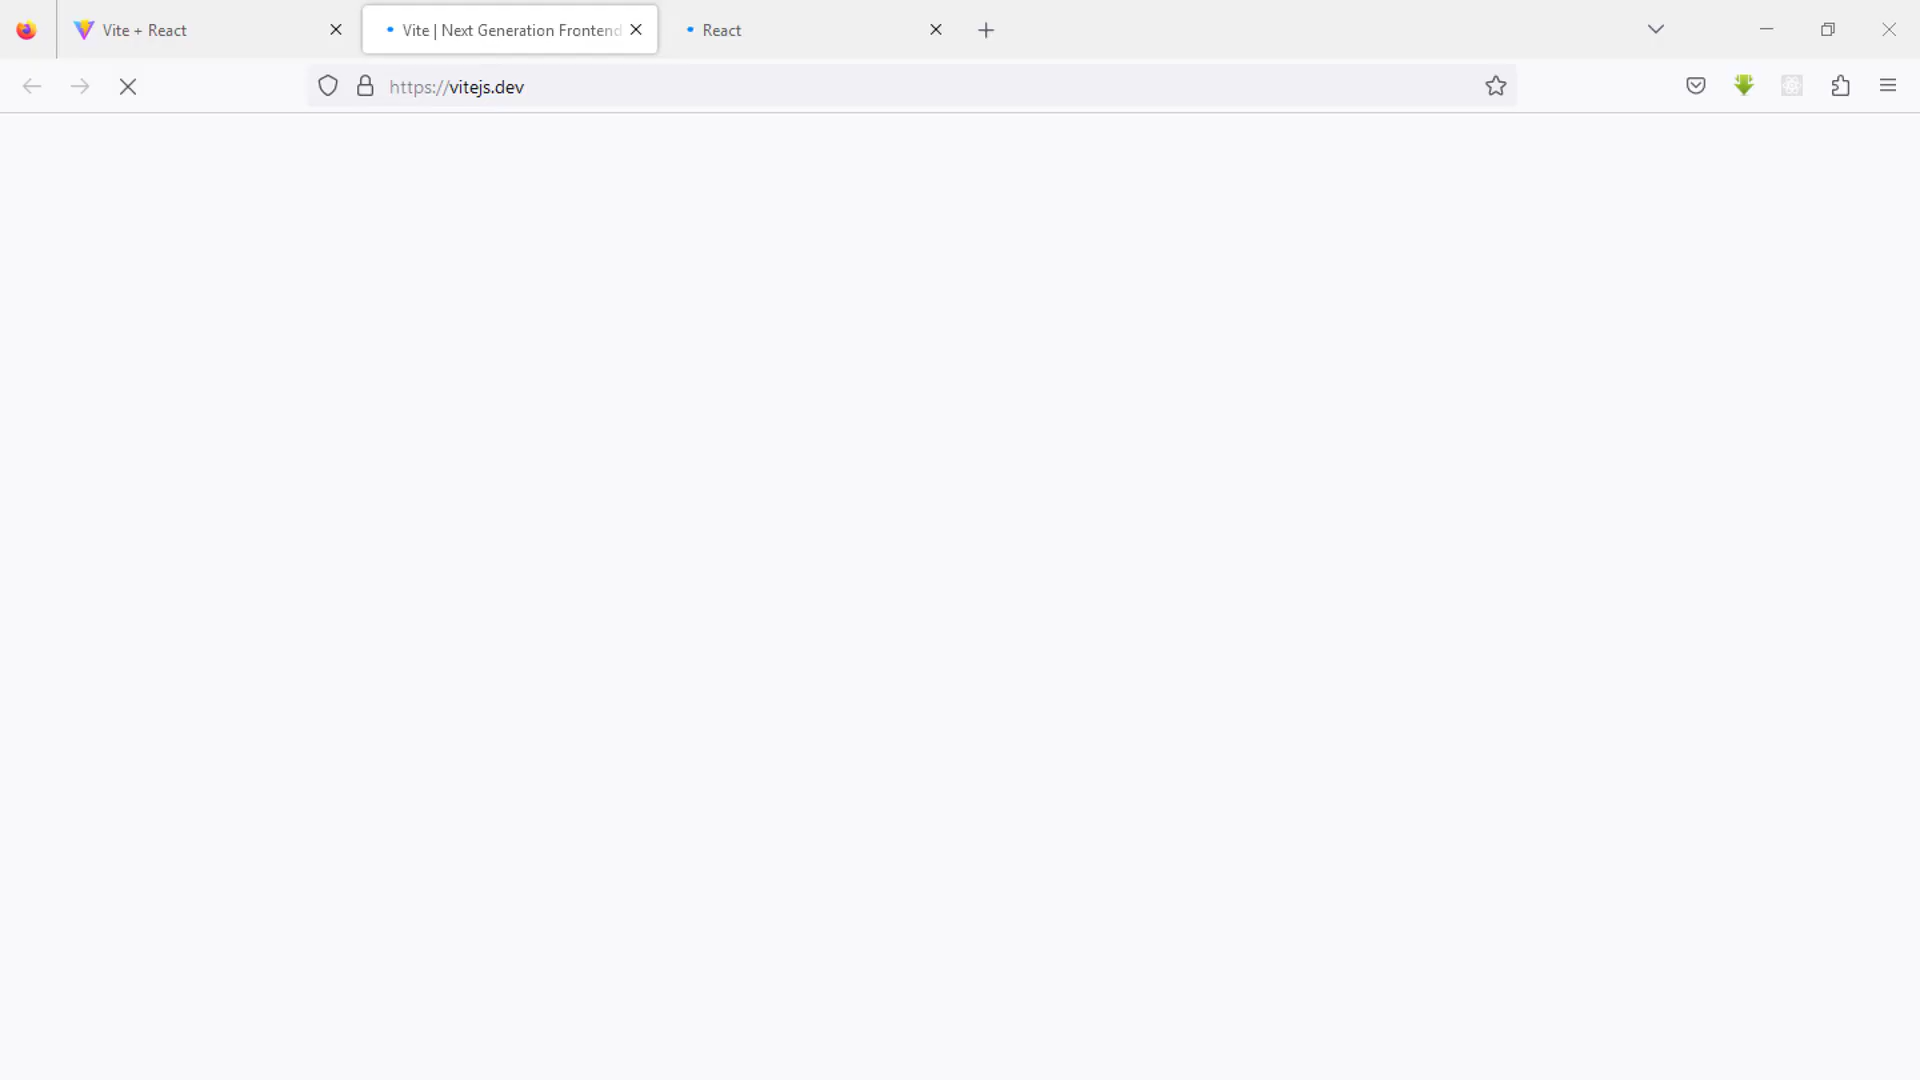 Vite + React
Vite | Next Generation Frontend
React
https://vitejs.dev